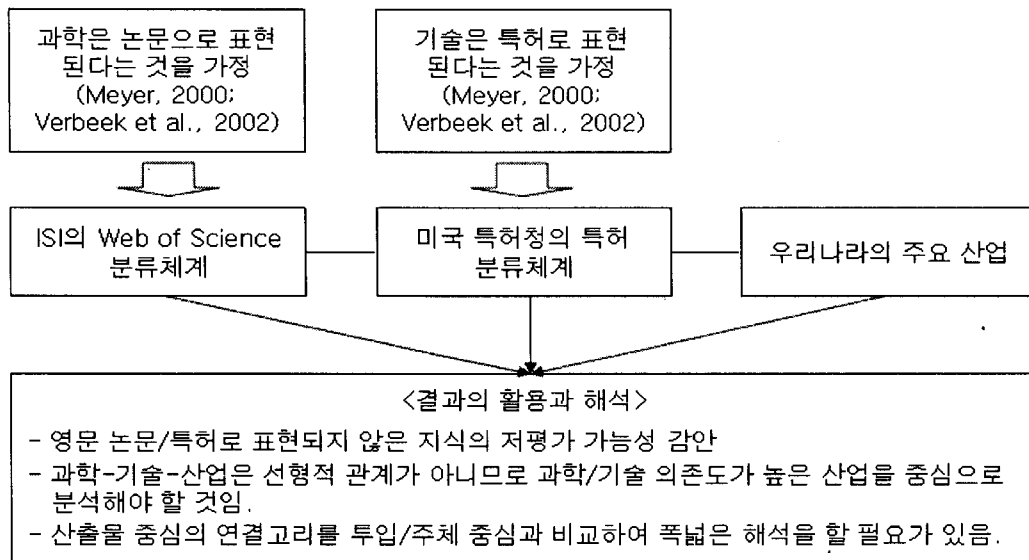 과학은 논문으로 표현
된다는 것을 가정
(Meyer, 2000;
Verbeek et al., 2002)
기술은 특허로 표현
된다는 것을 가정
(Meyer, 2000;
Verbeek et al., 2002)
ISI의 Web of Science
분류체계
미국 특허청의 특허
분류체계
우리나라의 주요 산업
<결과의 활용과 해석>
- 영문 논문/특허로 표현되지 않은 지식의 저평가 가능성 감안
- 과학-기술-산업은 선형적 관계가 아니므로 과학/기술 의존도가 높은 산업을 중심으로
분석해야 할 것임.
- 산출물 중심의 연결고리를 투입/주체 중심과 비교하여 폭넓은 해석을 할 필요가 있음.